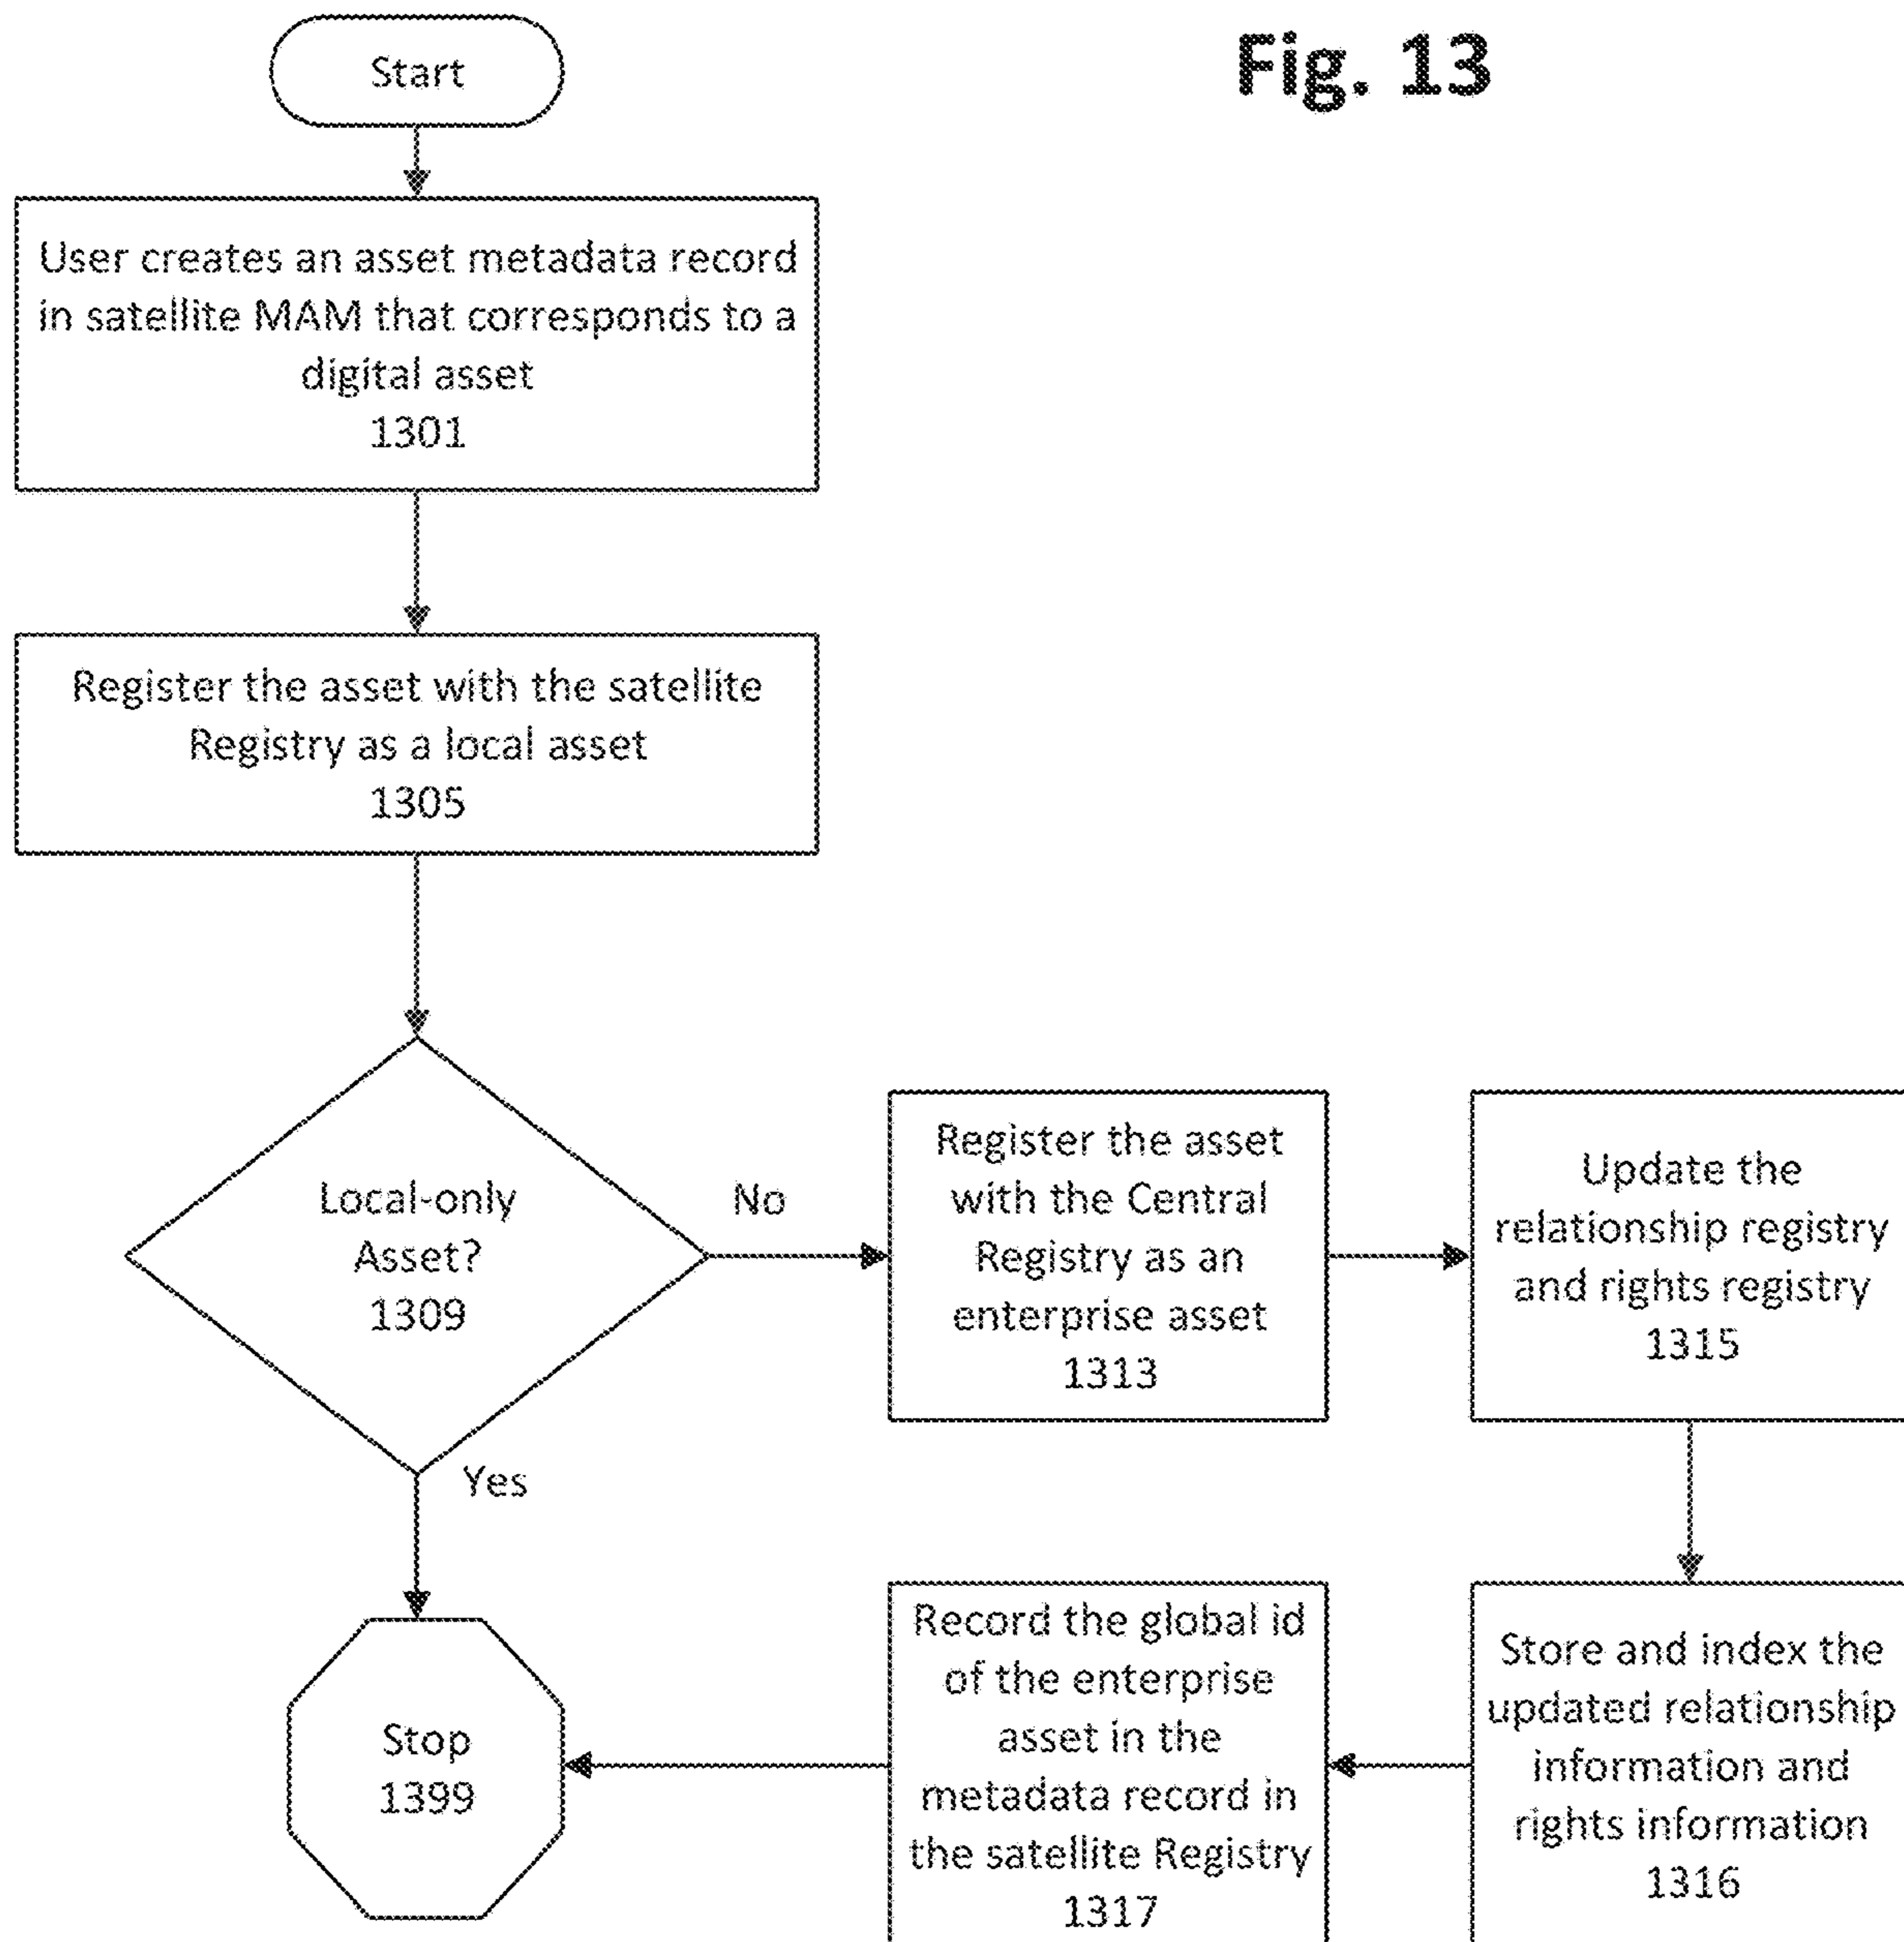 Fig. 13
Start
User creates an asset metadata record
in satellite MAM that corresponds to a
digital asset
1301
Register the asset with the satellite
Registry as a local asset
1305
Local-only
Asset?
1309
No
Yes
Register the asset
with the Central
Registry as an
enterprise asset
1313
Update the
relationship registry
and rights registry
1315
Store and index the
updated relationship
information and
rights information
1316
Record the global id
of the enterprise
asset in the
metadata record in
the satellite Registry
1317
Stop
1399